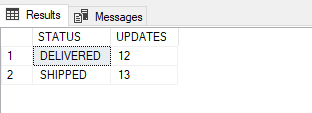 Results Messages
STATUS UPDATES
1 DELIVERED 12
2 SHIPPED 13